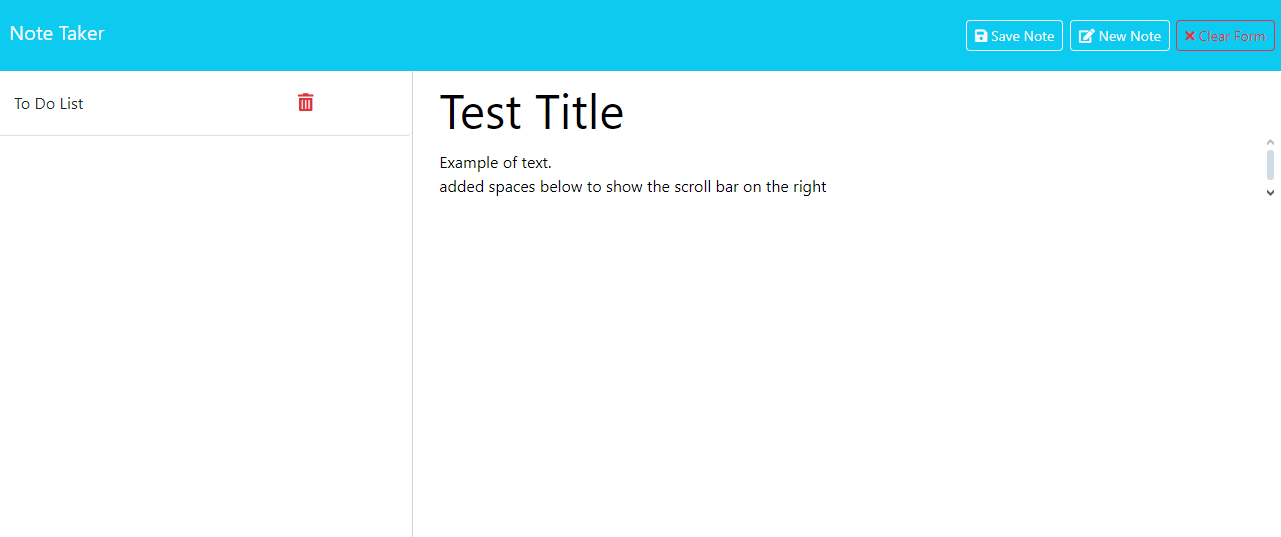 Note Taker
Save Note
New Note
Clear Form
To Do List
Test Title
Example of text.
added spaces below to show the scroll bar on the right